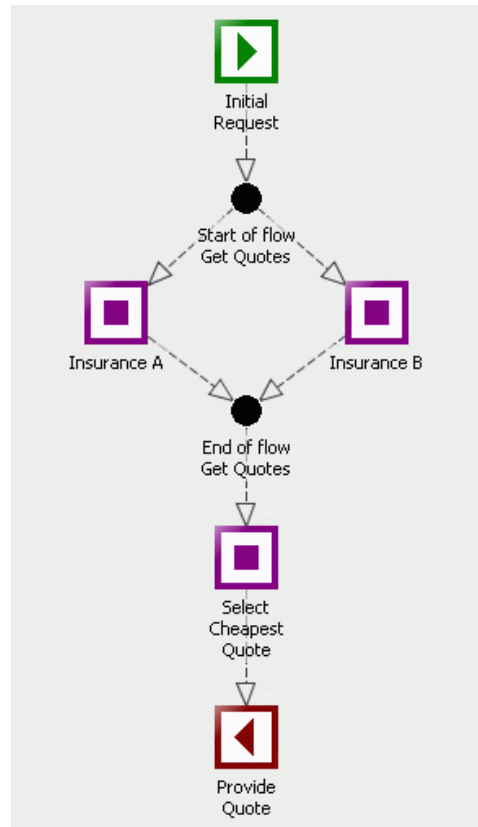 Initial
Request
Start of flow
Get Quotes
Insurance A
Insurance B
End of flow
Get Quotes
Select
Cheapest
Quote
Provide
Quote